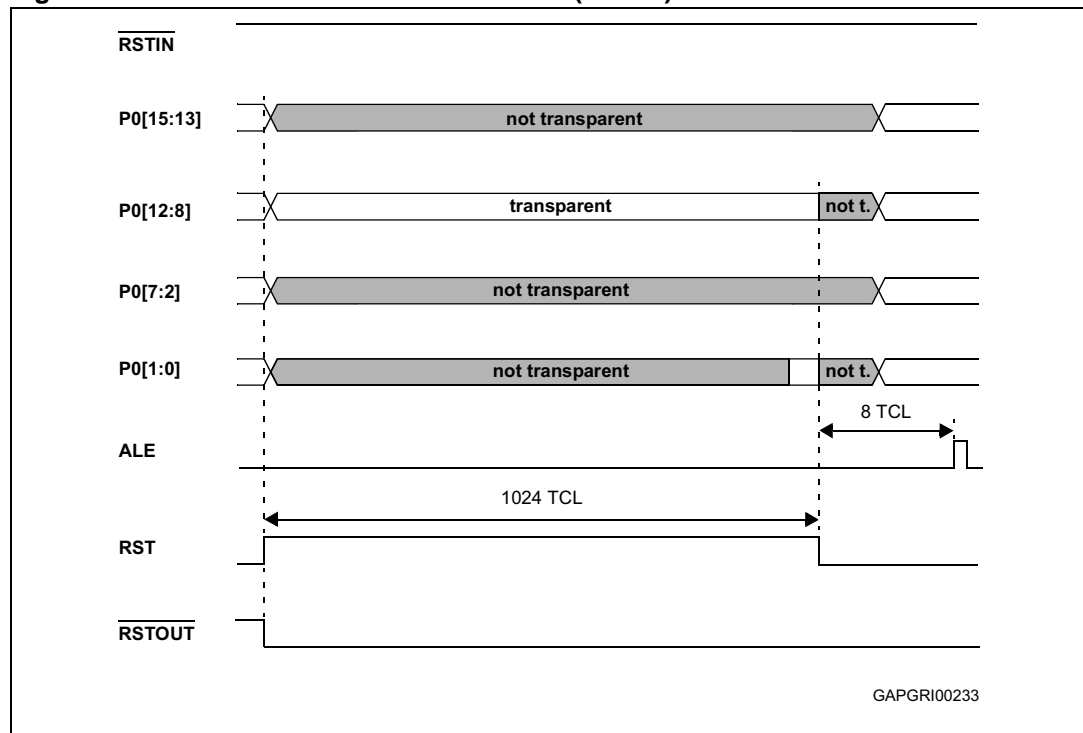 RSTIN
P0[15:13]
not transparent
P0[12:8]
transparent
not t.
P0[7:2]
not transparent
P0[1:0]
not transparent
not t.
8 TCL
ALE
1024 TCL
RST
RSTOUT
GAPGRI00233